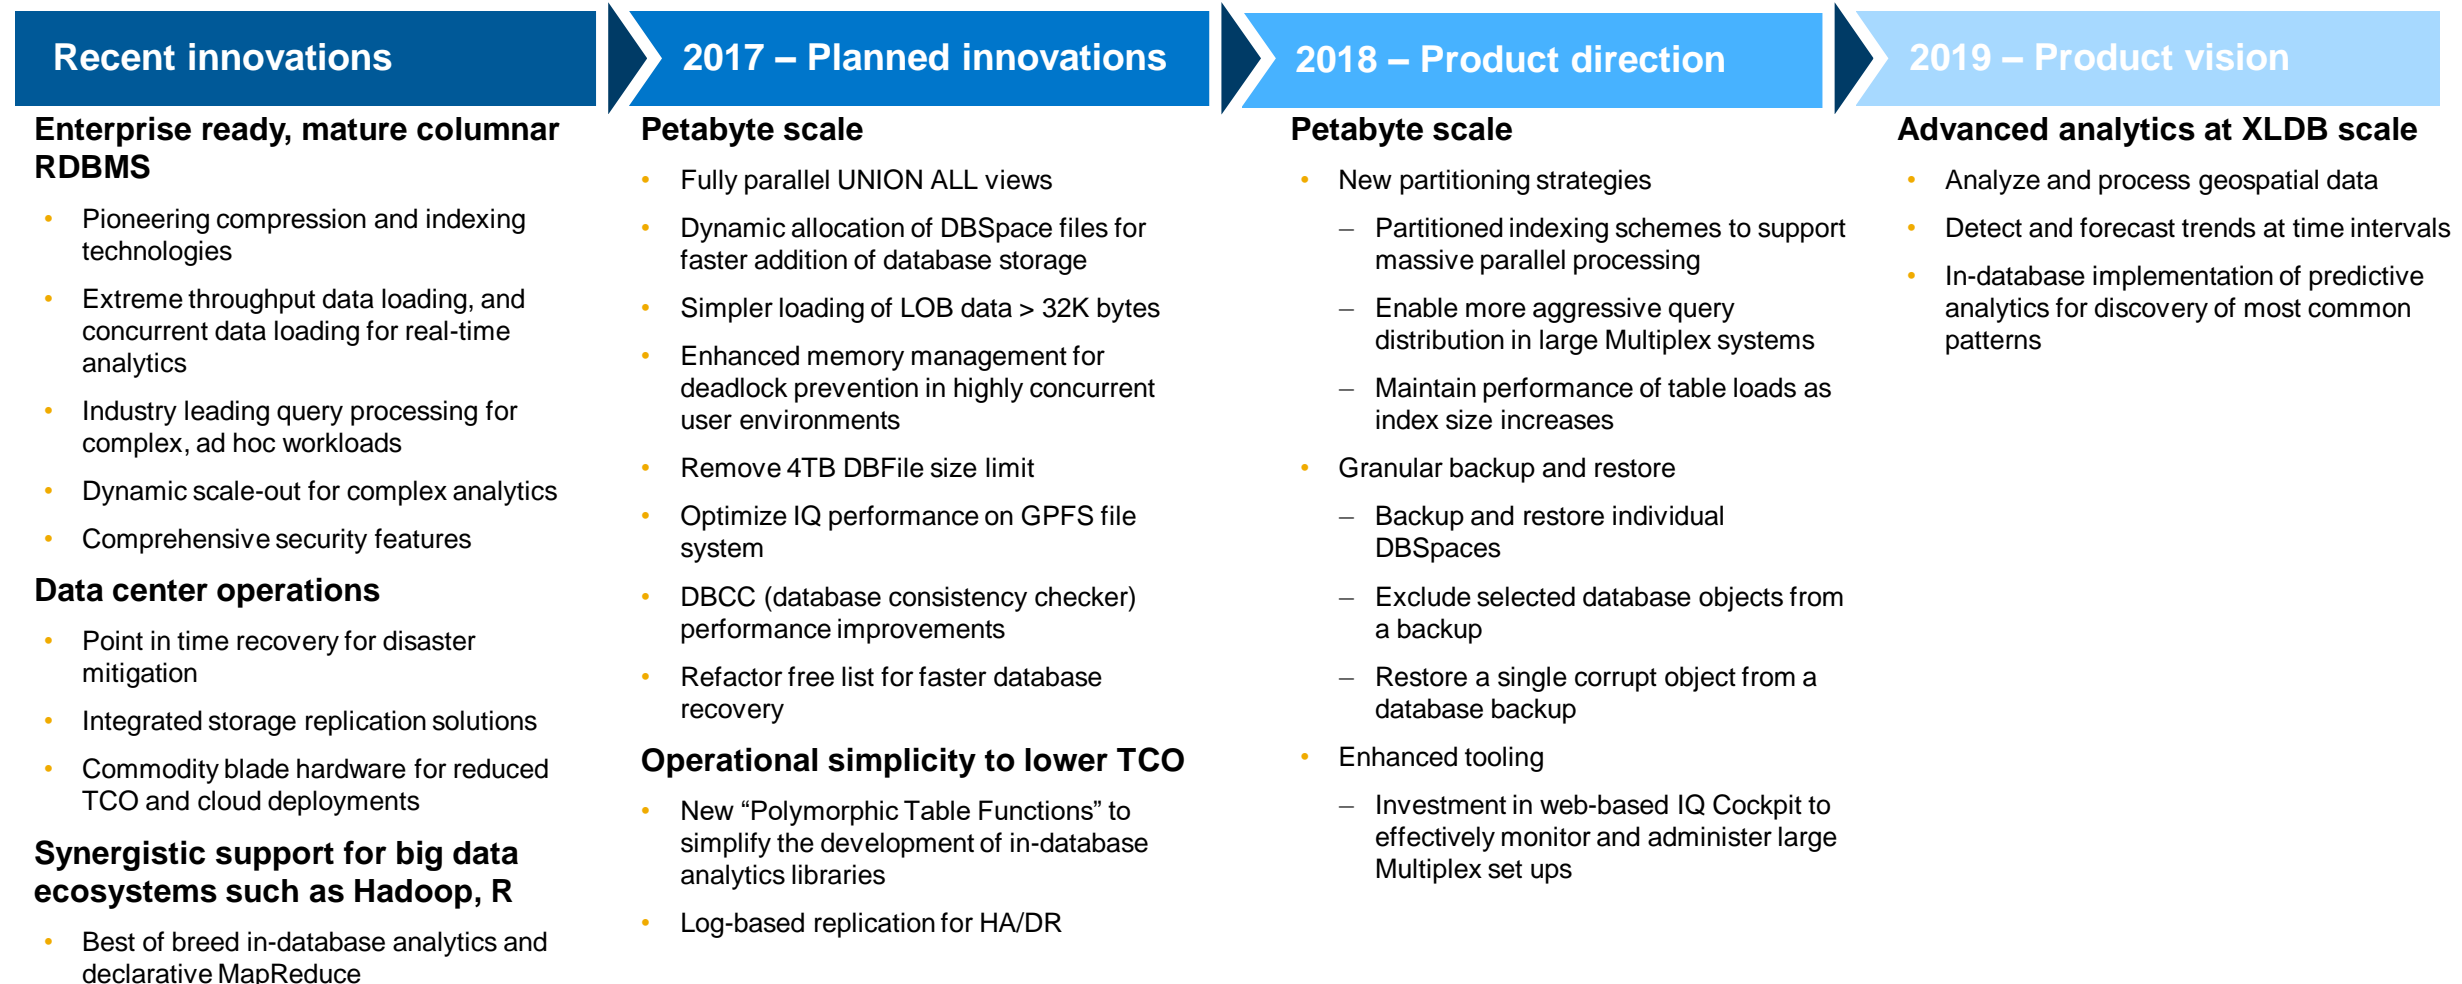 Recent innovations
Enterprise ready, mature columnar
RDBMS
• Pioneering compression and indexing
technologies
• Extreme throughput data loading, and
concurrent data loading for real-time
analytics
• Industry leading query processing for
complex, ad hoc workloads
• Dynamic scale-out for complex analytics
• Comprehensive security features
Data center operations
• Point in time recovery for disaster
mitigation
• Integrated storage replication solutions
• Commodity blade hardware for reduced
TCO and cloud deployments
Synergistic support for big data
ecosystems such as Hadoop, R
• Best of breed in-database analytics and
declarative MapReduce
2017 – Planned innovations
Petabyte scale
• Fully parallel UNION ALL views
• Dynamic allocation of DBSpace files for
faster addition of database storage
• Simpler loading of LOB data > 32K bytes
• Enhanced memory management for
deadlock prevention in highly concurrent
user environments
• Remove 4TB DBFile size limit
• Optimize IQ performance on GPFS file
system
• DBCC (database consistency checker)
performance improvements
• Refactor free list for faster database
recovery
Operational simplicity to lower TCO
• New “Polymorphic Table Functions” to
simplify the development of in-database
analytics libraries
• Log-based replication for HA/DR
2018 – Product direction
Petabyte scale
• New partitioning strategies
– Partitioned indexing schemes to support
massive parallel processing
– Enable more aggressive query
distribution in large Multiplex systems
– Maintain performance of table loads as
index size increases
• Granular backup and restore
– Backup and restore individual
DBSpaces
– Exclude selected database objects from
a backup
– Restore a single corrupt object from a
database backup
• Enhanced tooling
– Investment in web-based IQ Cockpit to
effectively monitor and administer large
Multiplex set ups
2019 – Product vision
Advanced analytics at XLDB scale
• Analyze and process geospatial data
• Detect and forecast trends at time intervals
• In-database implementation of predictive
analytics for discovery of most common
patterns